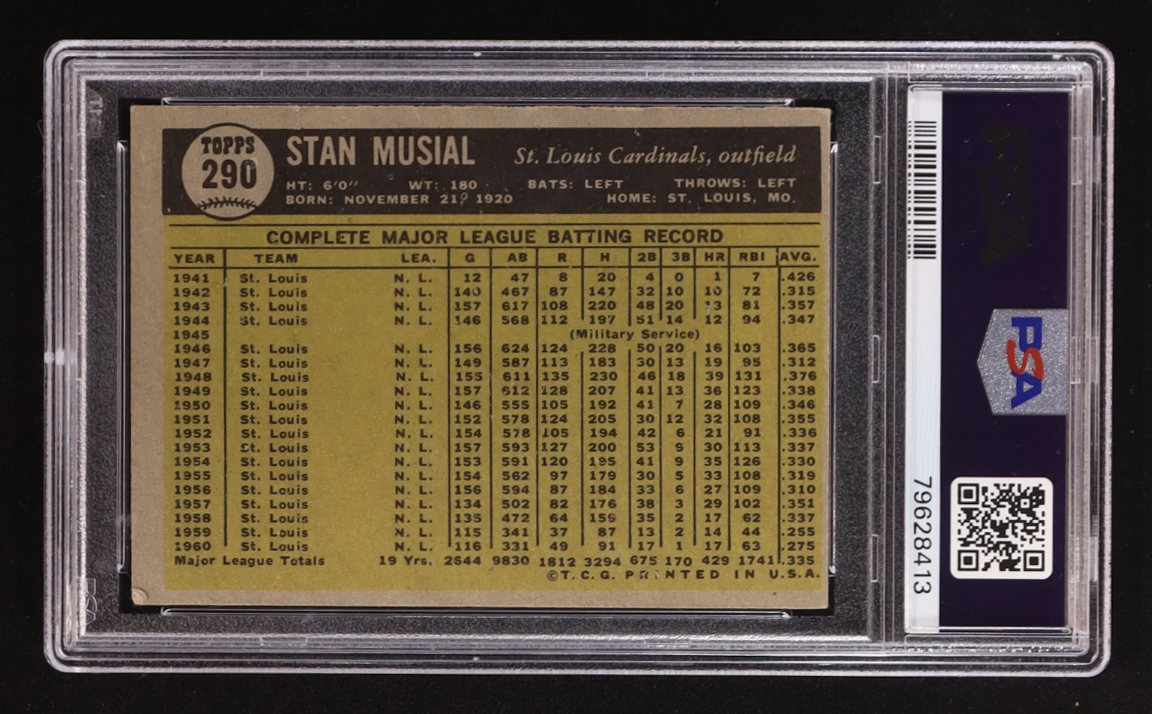 TOPPS
290
STAN MUSIAL
St. Louis Cardinals, outfield
HT: 6'0" WT: 180 BATS: LEFT THROWS: LEFT
BORN: NOVEMBER 21, 1920 HOME: ST. LOUIS, MO.
COMPLETE MAJOR LEAGUE BATTING RECORD
YEAR TEAM LEA. G AB R H 2B 3B HR RBI AVG.
1941 St. Louis N. L. 12 47 8 20 4 0 1 7 .426
1942 St. Louis N. L. 140 467 87 147 32 10 10 72 .315
1943 St. Louis N. L. 157 617 108 220 48 20 13 81 .357
1944 St. Louis N. L. 146 568 112 197 51 14 12 94 .347
1945 (Military Service)
1946 St. Louis N. L. 156 624 124 228 50 20 16 103 .365
1947 St. Louis N. L. 149 587 113 183 30 13 19 95 .312
1948 St. Louis N. L. 155 611 135 230 46 18 39 131 .376
1949 St. Louis N. L. 157 612 128 207 41 13 36 123 .338
1950 St. Louis N. L. 146 555 105 192 41 7 28 109 .346
1951 St. Louis N. L. 152 578 124 205 30 12 32 108 .355
1952 St. Louis N. L. 154 578 105 194 42 6 21 91 .336
1953 St. Louis N. L. 157 593 127 200 53 9 30 113 .337
1954 St. Louis N. L. 153 591 120 195 41 9 35 126 .330
1955 St. Louis N. L. 154 562 97 179 30 5 33 108 .319
1956 St. Louis N. L. 156 594 87 184 33 6 27 109 .310
1957 St. Louis N. L. 134 502 82 176 38 3 29 102 .351
1958 St. Louis N. L. 135 472 64 159 35 2 17 62 .337
1959 St. Louis N. L. 115 341 37 87 13 2 14 44 .255
1960 St. Louis N. L. 116 331 49 91 17 1 17 63 .275
Major League Totals 19 Yrs. 2644 9830 1812 3294 675 170 429 1741 .335
©T.C.G. PRINTED IN U.S.A.
PSA
79628413